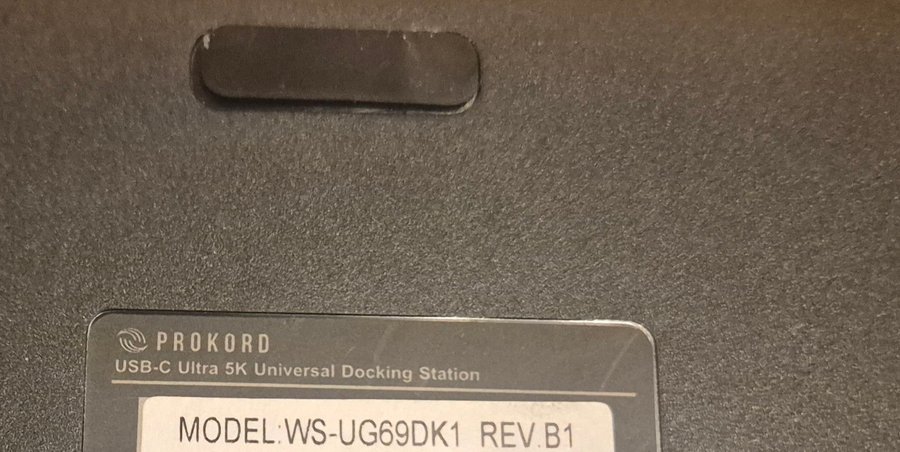 PROKORD
USB-C Ultra 5K Universal Docking Station
MODEL:WS-UG69DK1 REV.B1